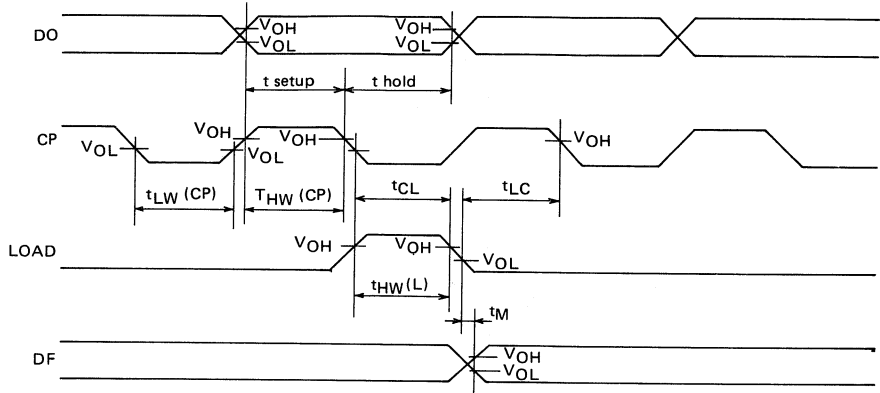 DO
VOH
VOL
VOH
VOL
t setup
t hold
CP
VOL
VOH
VOL
VOH
VOH
tLW (CP)
THW (CP)
tCL
tLC
LOAD
VOH
VOH
VOL
tHW (L)
tM
DF
VOH
VOL